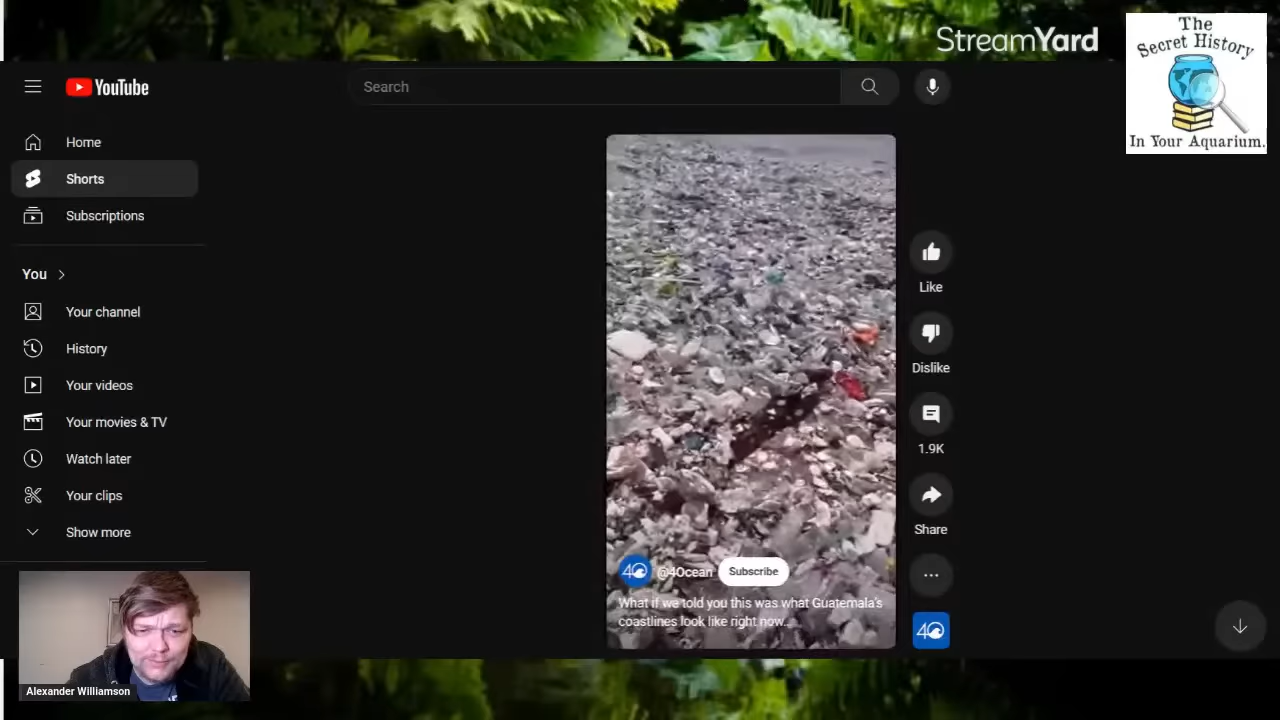 StreamYard
The
Secret History
In Your Aquarium.
YouTube
Search
Home
Shorts
Subscriptions
You
Your channel
History
Your videos
Your movies & TV
Watch later
Your clips
Show more
Like
Dislike
1.9K
Share
40
@4Ocean
Subscribe
What if we told you this was what Guatemala's
coastlines look like right now...
40
Alexander Williamson